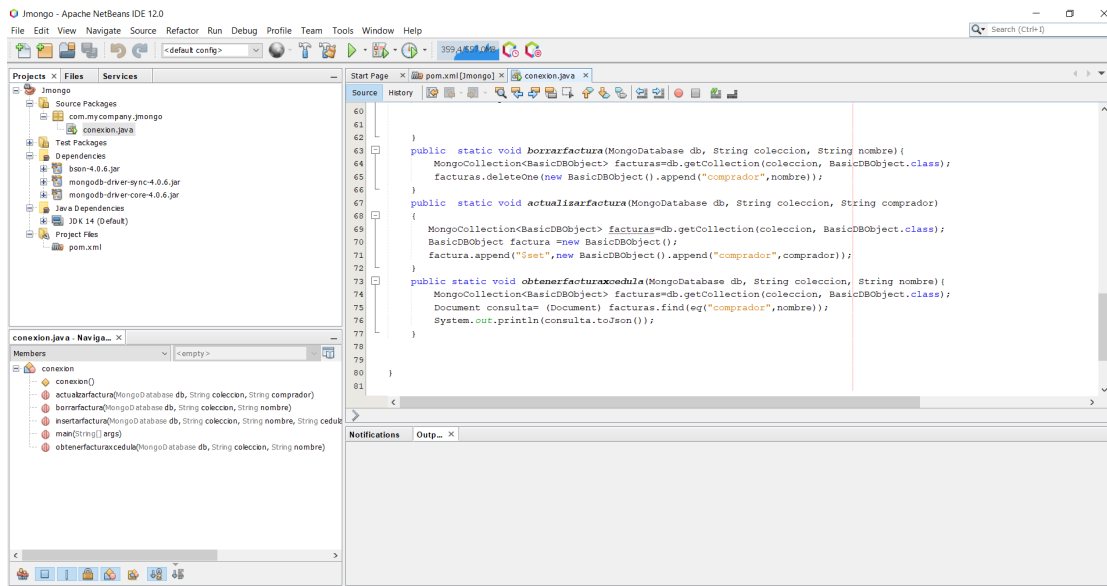 Jmongo - Apache NetBeans IDE 12.0
File Edit View Navigate Source Refactor Run Debug Profile Team Tools Window Help
Search (Ctrl+I)
<default config>
Projects Files Services
Start Page pom.xml [Jmongo] conexion.java
Source History
Jmongo
Source Packages
com.mycompany.jmongo
conexion.java
Test Packages
Dependencies
bson-4.0.6.jar
mongodb-driver-sync-4.0.6.jar
mongodb-driver-core-4.0.6.jar
Java Dependencies
JDK 14 (Default)
Project Files
pom.xml
60
61
62 }
63 public static void borrarfactura(MongoDatabase db, String coleccion, String nombre){
64 MongoCollection<BasicDBObject> facturas=db.getCollection(coleccion, BasicDBObject.class);
65 facturas.deleteOne(new BasicDBObject().append("comprador",nombre));
66 }
67 public static void actualizarfactura(MongoDatabase db, String coleccion, String comprador)
68 {
69 MongoCollection<BasicDBObject> facturas=db.getCollection(coleccion, BasicDBObject.class);
70 BasicDBObject factura =new BasicDBObject();
71 factura.append("$set",new BasicDBObject().append("comprador",comprador));
72 }
73 public static void obtenerfacturaxcedula(MongoDatabase db, String coleccion, String nombre){
74 MongoCollection<BasicDBObject> facturas=db.getCollection(coleccion, BasicDBObject.class);
75 Document consulta= (Document) facturas.find(eq("comprador",nombre));
76 System.out.println(consulta.toJson());
77 }
78
79
80 }
81
conexion.java - Naviga...
Members <empty>
conexion
conexion()
actualizarfactura(MongoDatabase db, String coleccion, String comprador)
borrarfactura(MongoDatabase db, String coleccion, String nombre)
insertarfactura(MongoDatabase db, String coleccion, String nombre, String cedula
main(String[] args)
obtenerfacturaxcedula(MongoDatabase db, String coleccion, String nombre)
Notifications Outp...